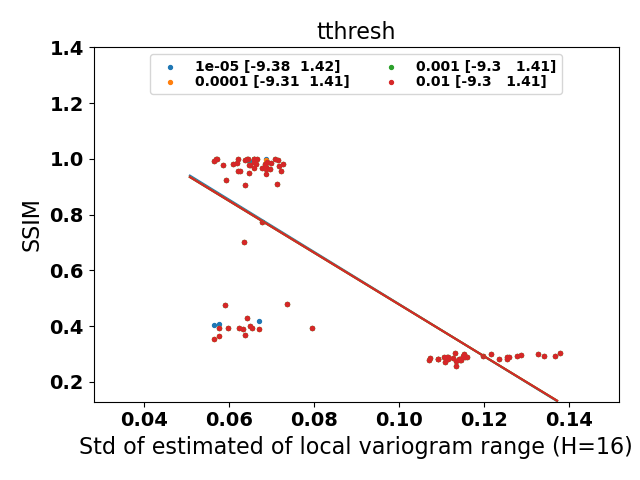 tthresh
1e-05 [-9.38  1.42]
0.0001 [-9.31  1.41]
0.001 [-9.3   1.41]
0.01 [-9.3   1.41]
SSIM
1.4
1.2
1.0
0.8
0.6
0.4
0.2
0.04 0.06 0.08 0.10 0.12 0.14
Std of estimated of local variogram range (H=16)